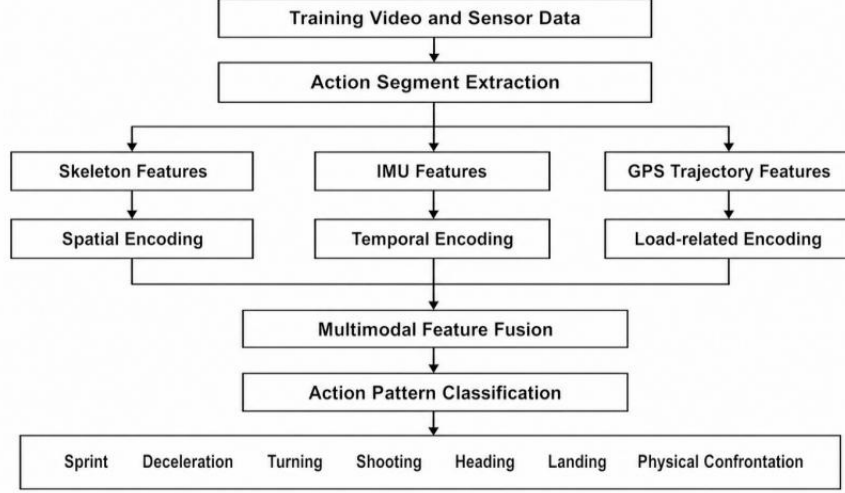 Training Video and Sensor Data
Action Segment Extraction
Skeleton Features
IMU Features
GPS Trajectory Features
Spatial Encoding
Temporal Encoding
Load-related Encoding
Multimodal Feature Fusion
Action Pattern Classification
Sprint Deceleration Turning Shooting Heading Landing Physical Confrontation